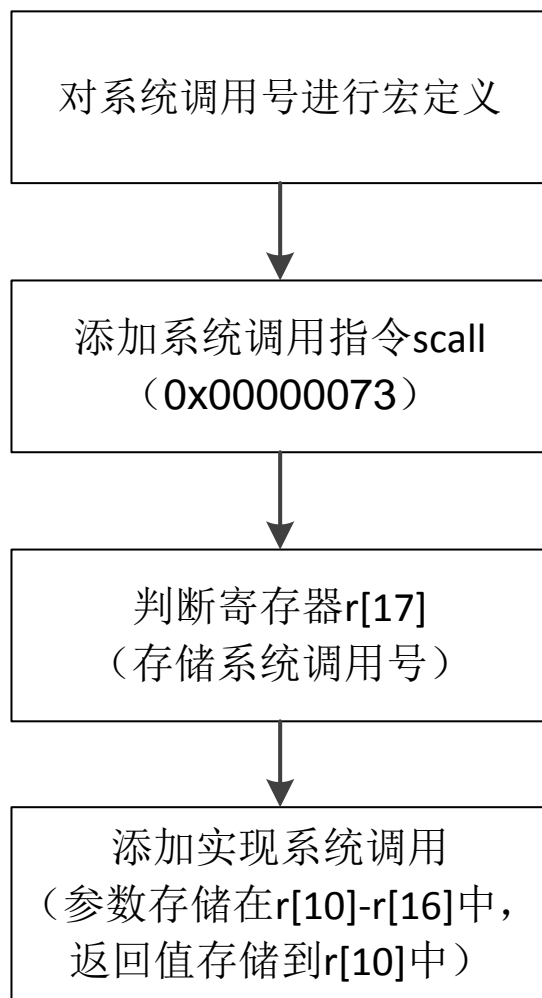 对系统调用号进行宏定义
添加系统调用指令scall
（0x00000073）
判断寄存器r[17]
（存储系统调用号）
添加实现系统调用
（参数存储在r[10]-r[16]中，
返回值存储到r[10]中）